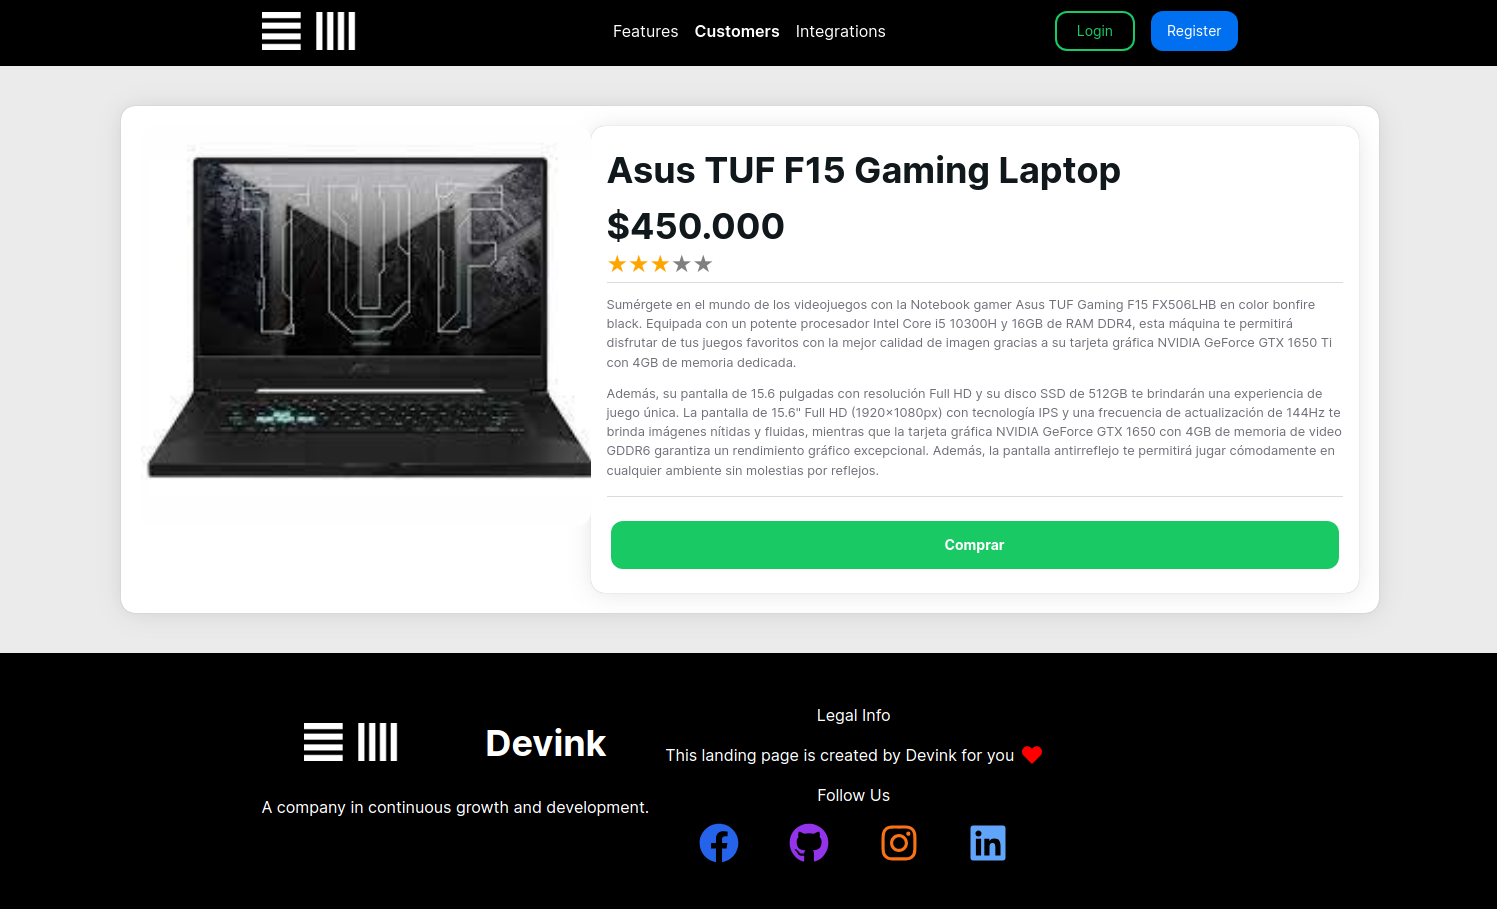 Features Customers Integrations
Login
Register
TUF
Asus TUF F15 Gaming Laptop
$450.000
Sumérgete en el mundo de los videojuegos con la Notebook gamer Asus TUF Gaming F15 FX506LHB en color bonfire
black. Equipada con un potente procesador Intel Core i5 10300H y 16GB de RAM DDR4, esta máquina te permitirá
disfrutar de tus juegos favoritos con la mejor calidad de imagen gracias a su tarjeta gráfica NVIDIA GeForce GTX 1650 Ti
con 4GB de memoria dedicada.
Además, su pantalla de 15.6 pulgadas con resolución Full HD y su disco SSD de 512GB te brindarán una experiencia de
juego única. La pantalla de 15.6" Full HD (1920x1080px) con tecnología IPS y una frecuencia de actualización de 144Hz te
brinda imágenes nítidas y fluidas, mientras que la tarjeta gráfica NVIDIA GeForce GTX 1650 con 4GB de memoria de video
GDDR6 garantiza un rendimiento gráfico excepcional. Además, la pantalla antirreflejo te permitirá jugar cómodamente en
cualquier ambiente sin molestias por reflejos.
Comprar
Devink
A company in continuous growth and development.
Legal Info
This landing page is created by Devink for you
Follow Us